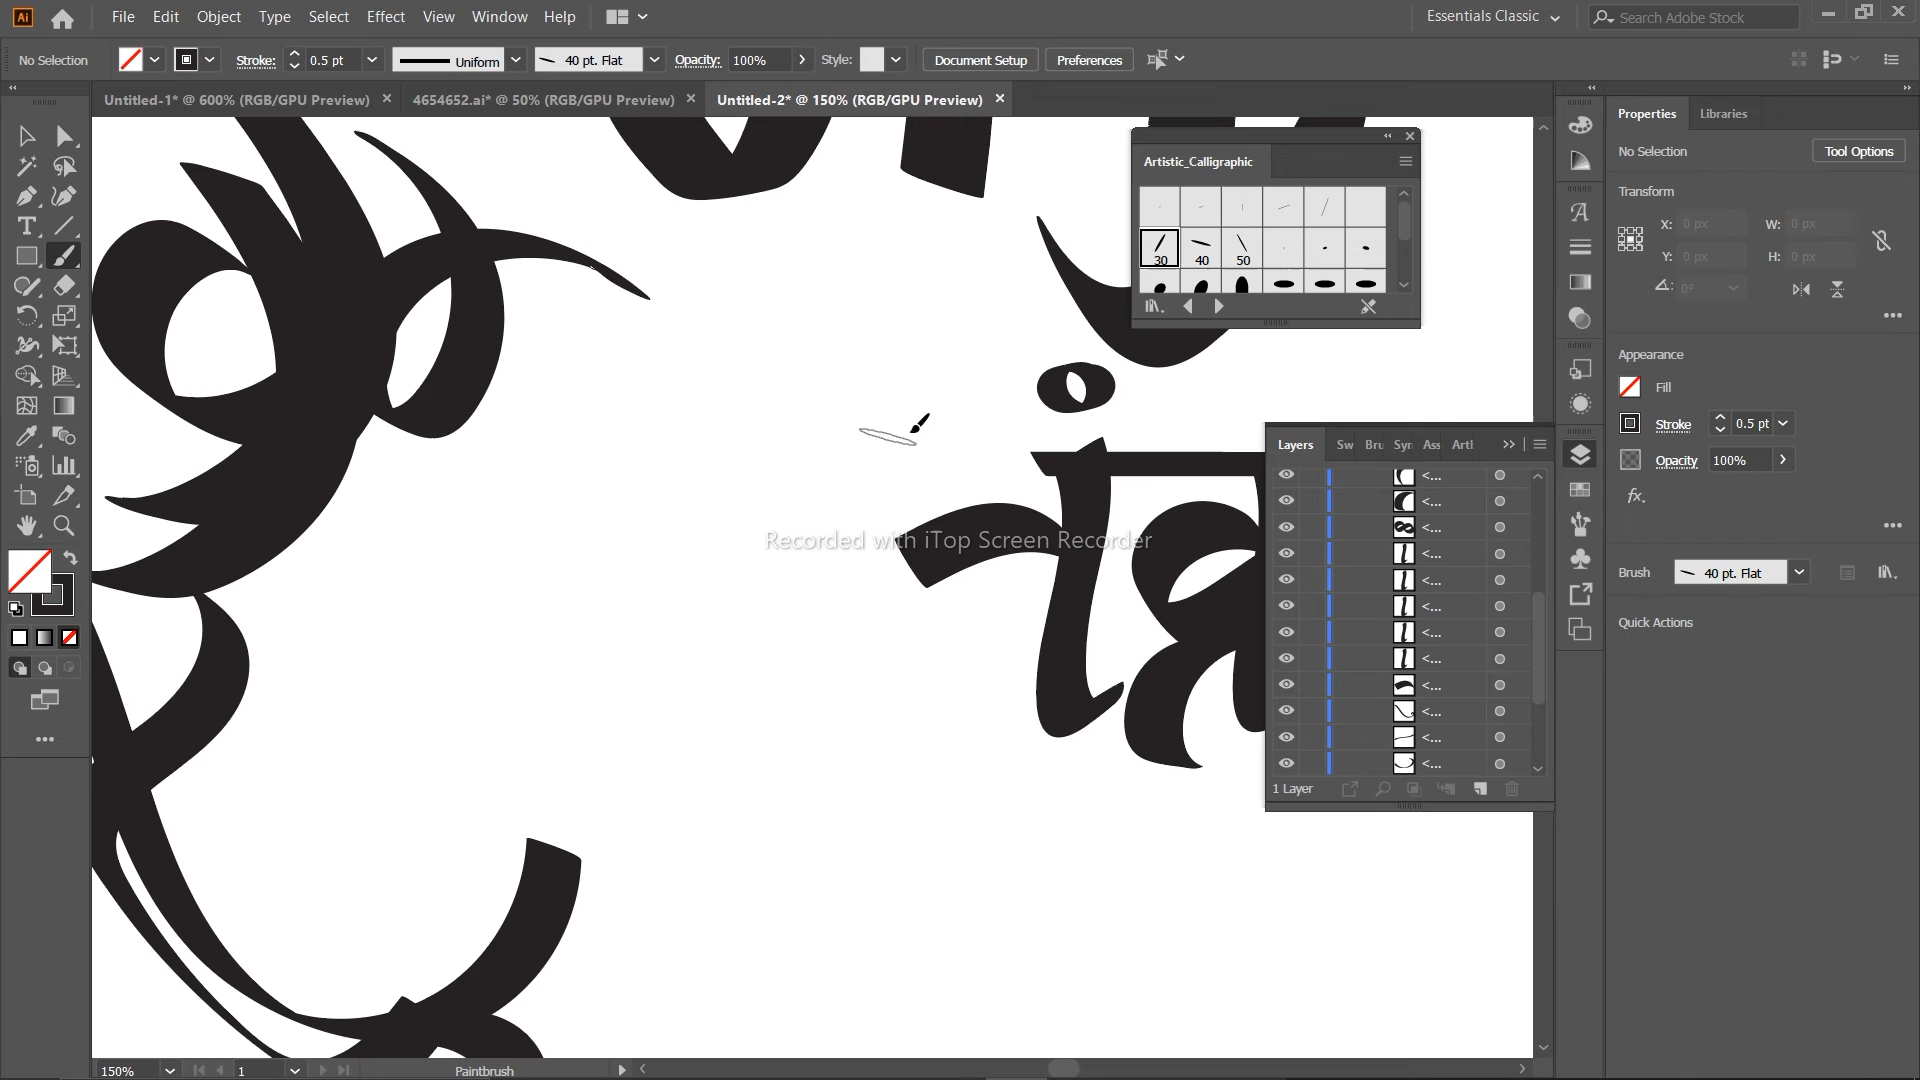 File Edit Object Type Select Effect View Window Help
Essentials Classic
Search Adobe Stock
No Selection
Stroke: 0.5 pt
Uniform
40 pt. Flat
Opacity: 100%
Style:
Document Setup
Preferences
Untitled-1* @ 600% (RGB/GPU Preview)
4654652.ai* @ 50% (RGB/GPU Preview)
Untitled-2* @ 150% (RGB/GPU Preview)
Artistic_Calligraphic
30 40 50
Recorded with iTop Screen Recorder
Layers Sw Bru Syn Ass Artl
<...
<...
<...
<...
<...
<...
<...
<...
<...
<...
<...
<...
1 Layer
Properties
Libraries
No Selection
Tool Options
Transform
X: 0 px W: 0 px
Y: 0 px H: 0 px
0°
Appearance
Fill
Stroke 0.5 pt
Opacity 100%
fx.
Brush 40 pt. Flat
Quick Actions
150%
1
Paintbrush